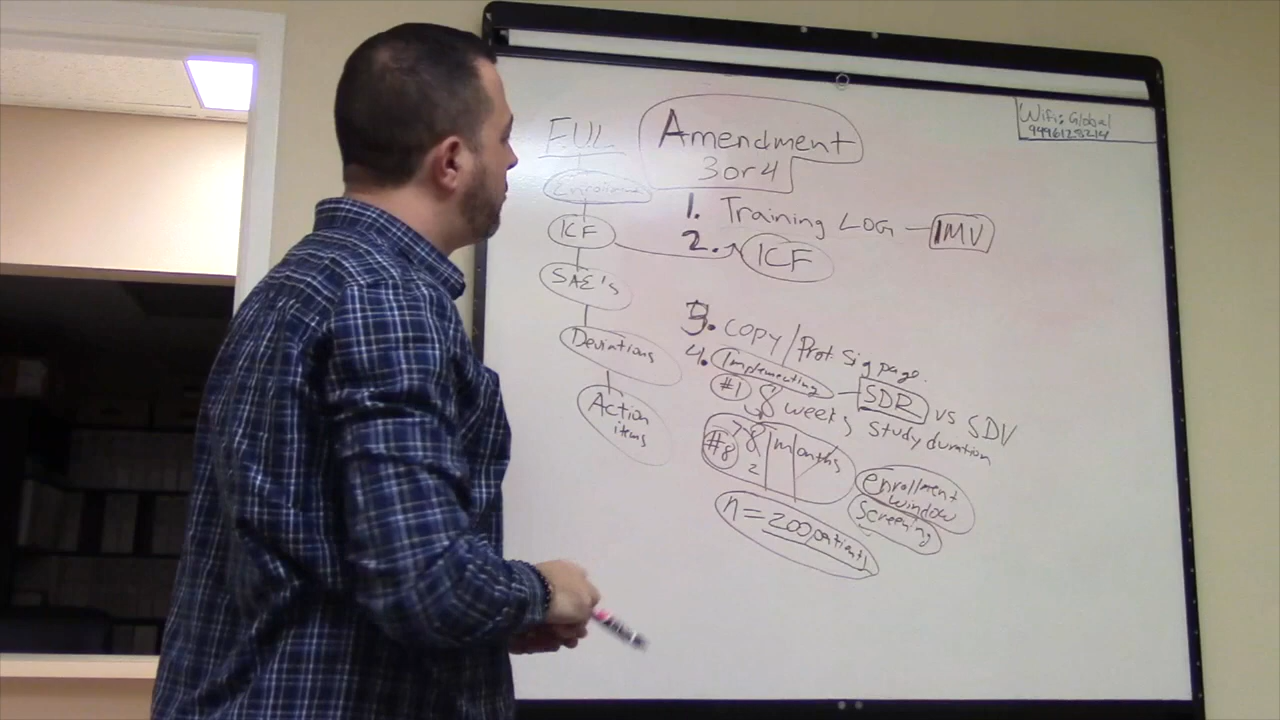 F.U.L
Enrollment
ICF
SAE's
Deviations
Action
items
Amendment
3 or 4
1. Training LOG — IMV
2. ICF
3. COPY / Prot. Sig page.
4. Implementing — SDR vs SDV
#1 8 weeks study duration
#8 78 months
2
enrollment
window
screening
n = 200 patients
Wifi: Global